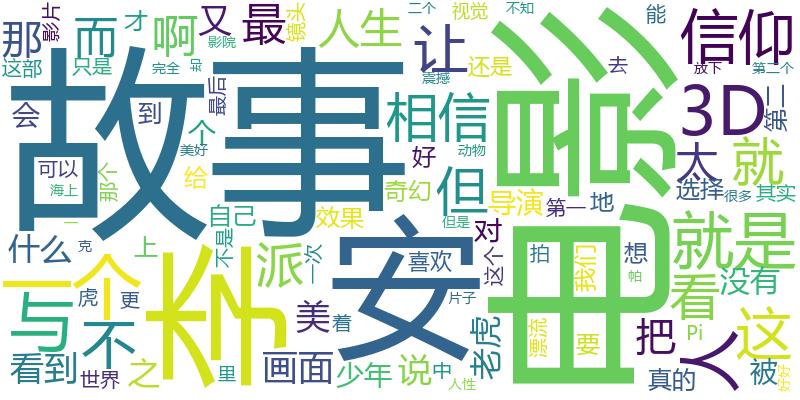 故事
电影
李
安
信仰
3D
最
人生
让
那
影片
而
才
啊
又
影院
镜头
二个
视觉
不知
能
这部
只是
完全
谁
最后
还是
震撼
去
放下
第二个
会
到
个
相信
好
动物
太
就
第二
可以
海上
那个
美好
给
奇幻
但
导演
第一
地
选择
很多
其实
一个
自己
效果
但是
什么
克
上
不是
派
一次
对
这个
喜欢
拍
我们
想
就是
看
没有
与
虎
不
更
美
着
片子
老虎
漂流
要
帕
把
Pi
人
这
看到
之
世界
里
画面
少年
说
中
人性
真的
被
好好
一